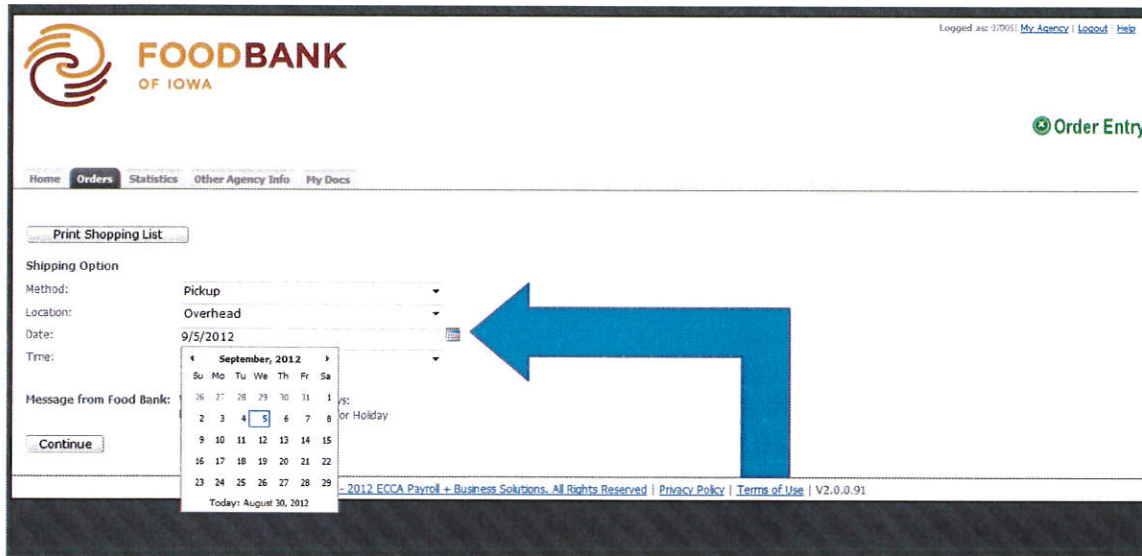 Logged as: 07005| My Agency | Logout | Help
FOODBANK
OF IOWA
Order Entry
Home Orders Statistics Other Agency Info My Docs
Print Shopping List
Shipping Option
Method: Pickup
Location: Overhead
Date: 9/5/2012
Time:
September, 2012
Su Mo Tu We Th Fr Sa
26 27 28 29 30 31 1
2 3 4 5 6 7 8
9 10 11 12 13 14 15
16 17 18 19 20 21 22
23 24 25 26 27 28 29
Today: August 30, 2012
Message from Food Bank:
or Holiday
Continue
- 2012 ECCA Payroll + Business Solutions. All Rights Reserved | Privacy Policy | Terms of Use | V2.0.0.91